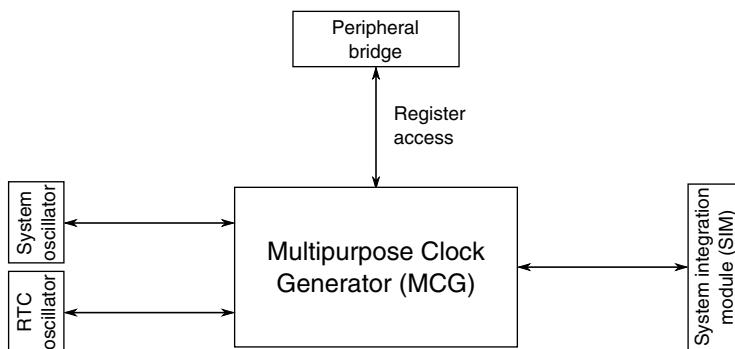 Peripheral
bridge
Register
access
System
oscillator
Multipurpose Clock
Generator (MCG)
RTC
oscillator
System integration
module (SIM)